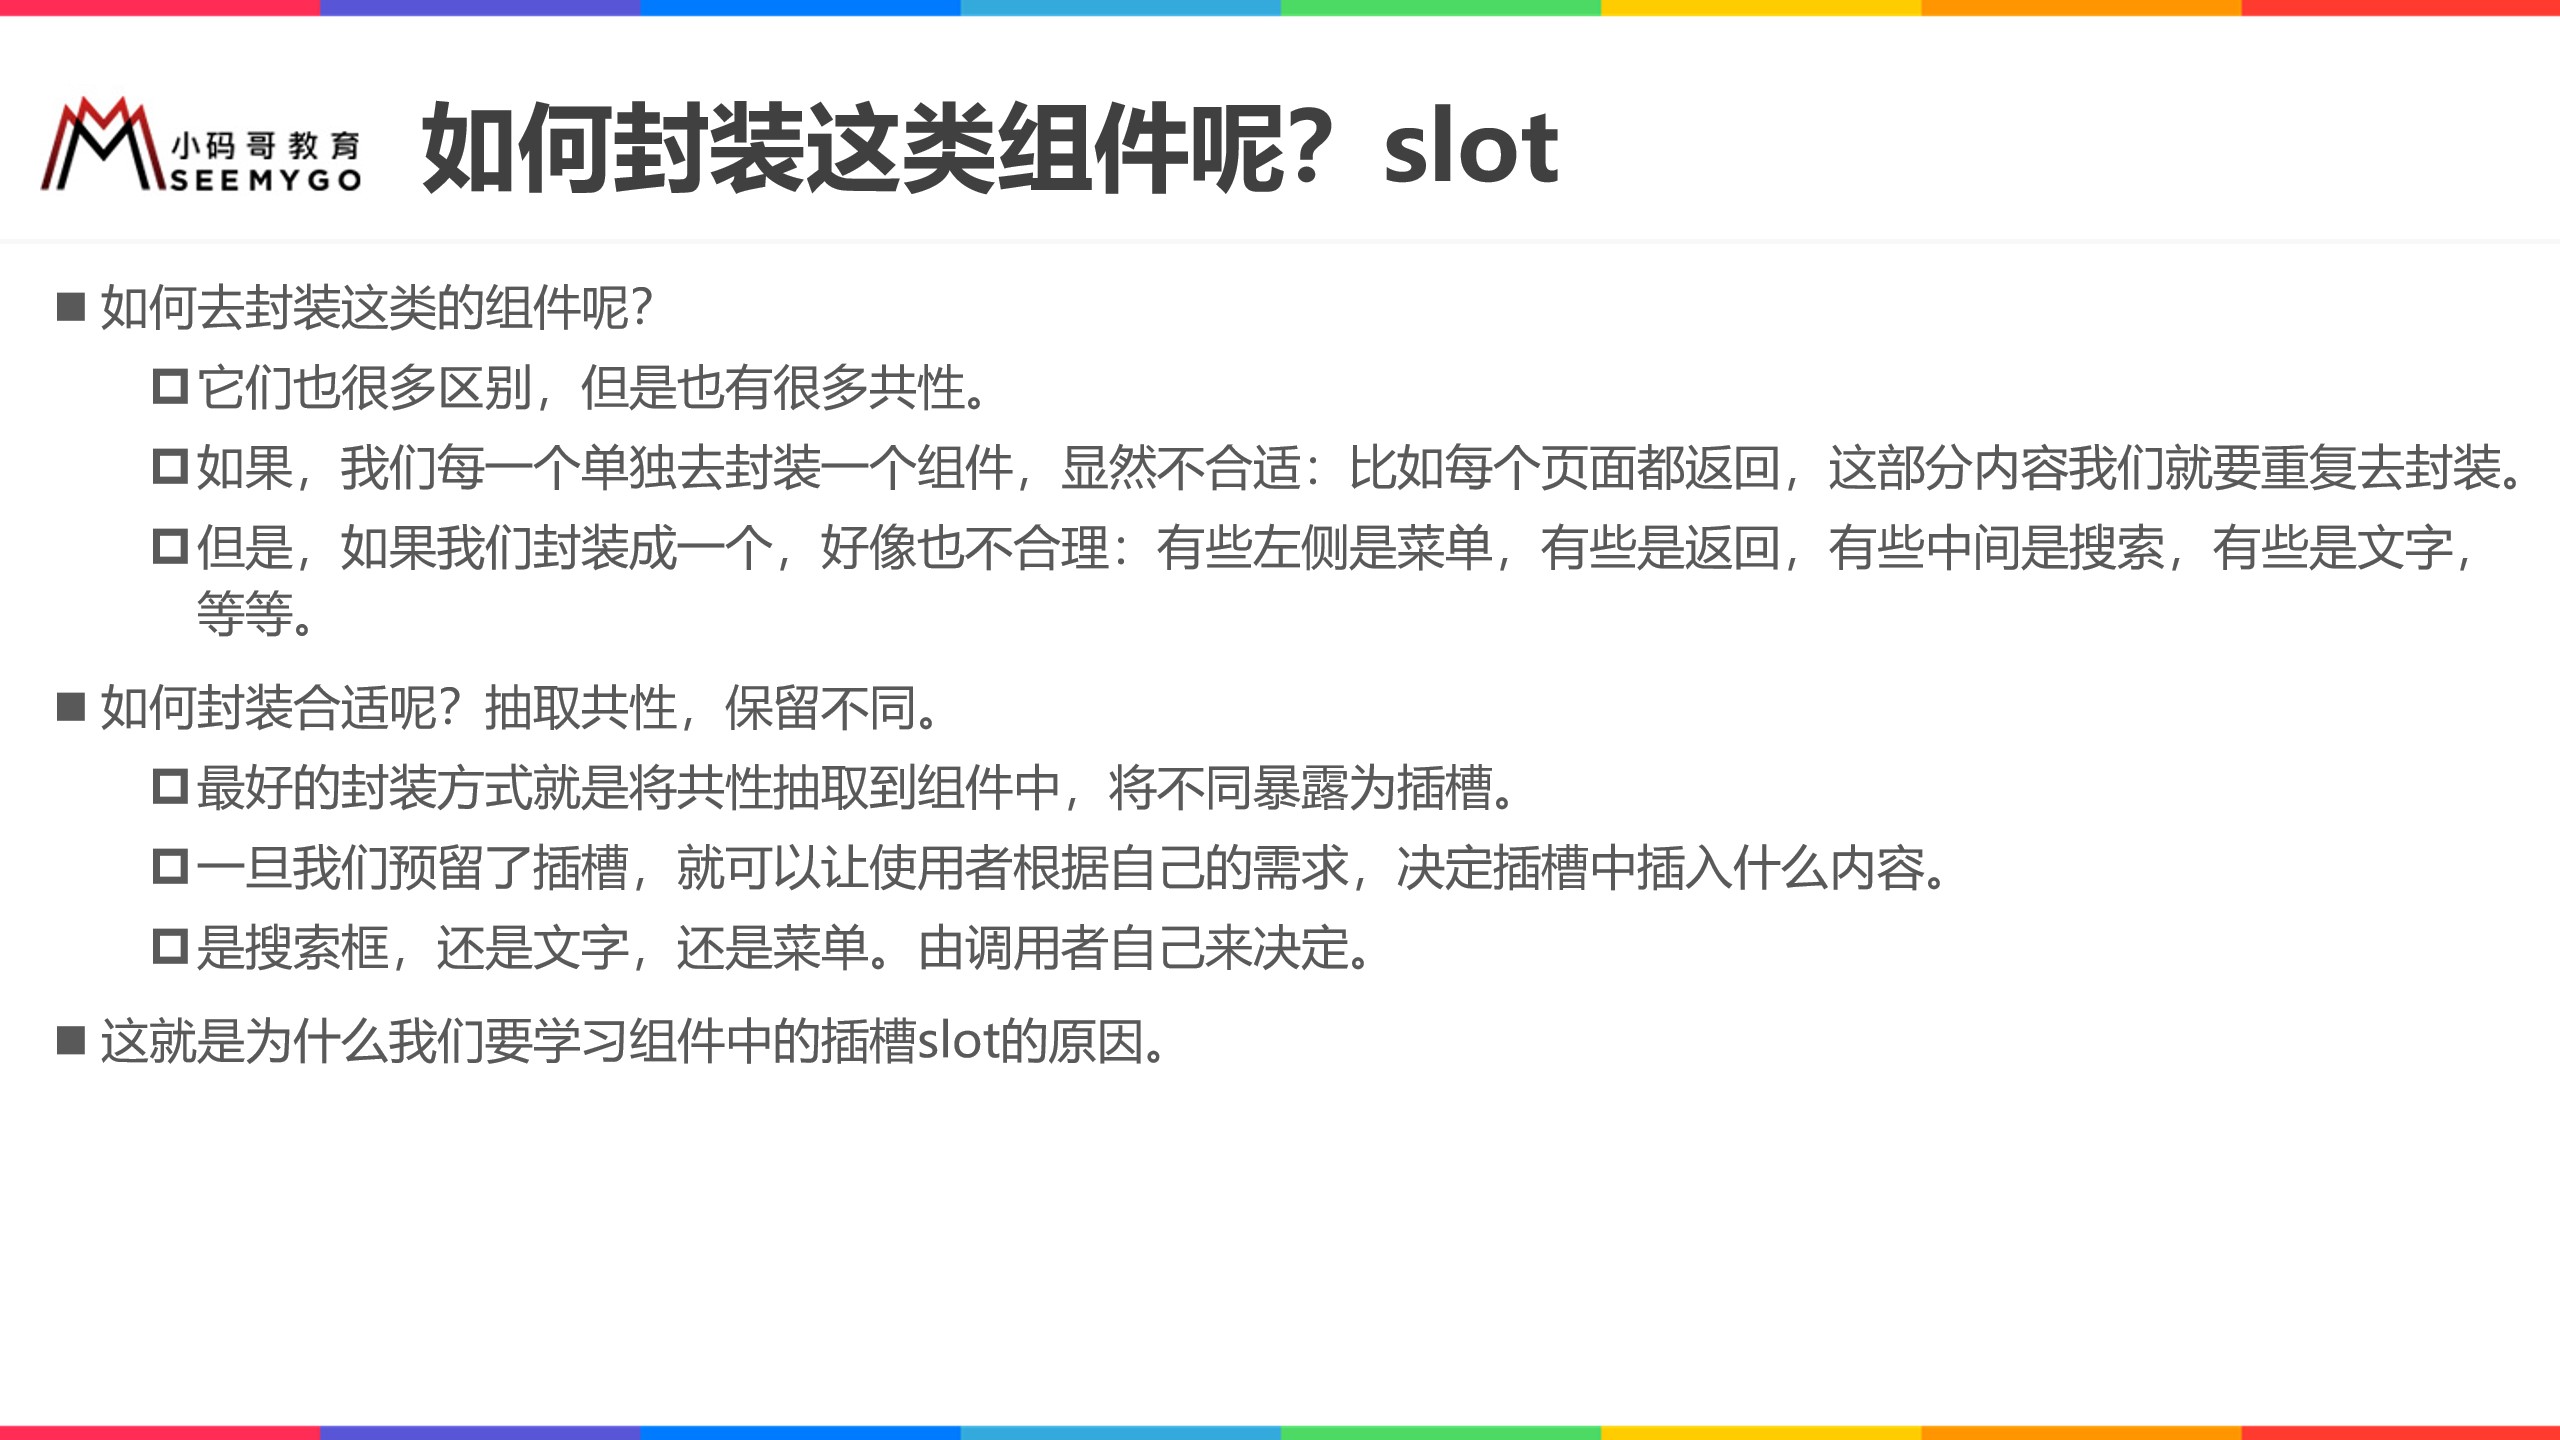 小码哥教育
SEEMYGO
如何封装这类组件呢？slot
如何去封装这类的组件呢？
它们也很多区别，但是也有很多共性。
如果，我们每一个单独去封装一个组件，显然不合适：比如每个页面都返回，这部分内容我们就要重复去封装。
但是，如果我们封装成一个，好像也不合理：有些左侧是菜单，有些是返回，有些中间是搜索，有些是文字，
等等。
如何封装合适呢？抽取共性，保留不同。
最好的封装方式就是将共性抽取到组件中，将不同暴露为插槽。
一旦我们预留了插槽，就可以让使用者根据自己的需求，决定插槽中插入什么内容。
是搜索框，还是文字，还是菜单。由调用者自己来决定。
这就是为什么我们要学习组件中的插槽slot的原因。